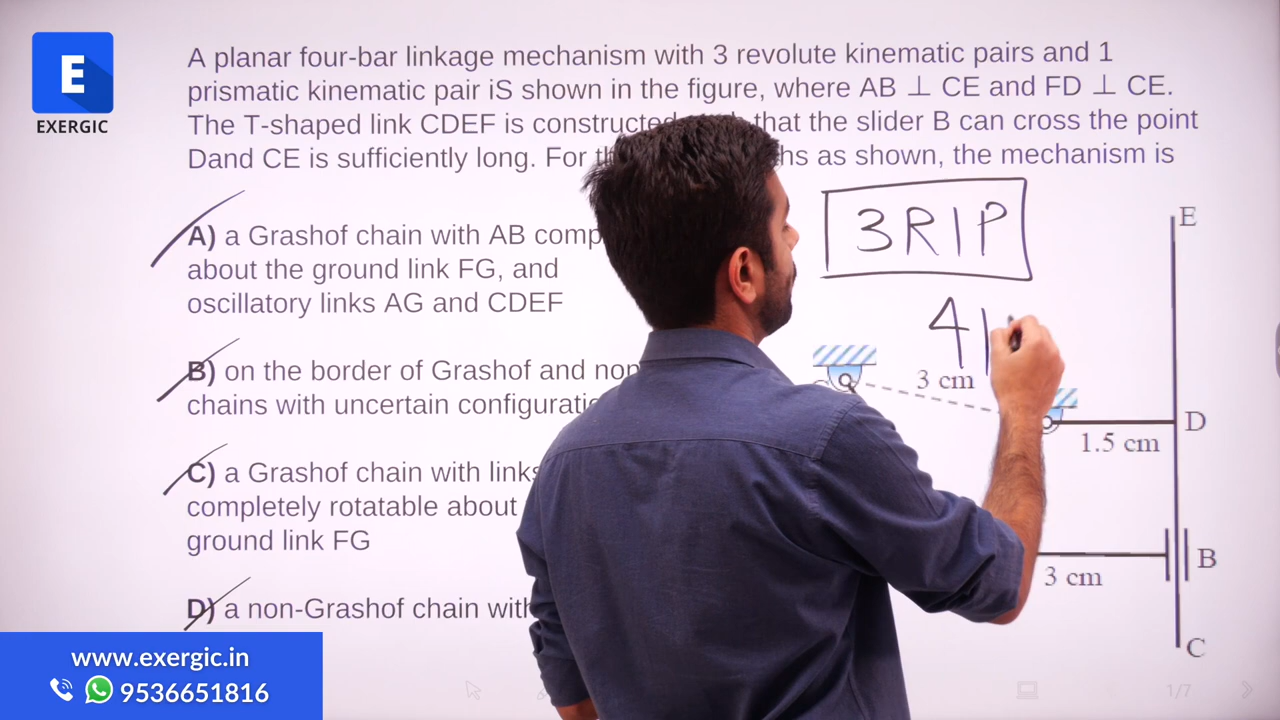 E
EXERGIC
A planar four-bar linkage mechanism with 3 revolute kinematic pairs and 1
prismatic kinematic pair iS shown in the figure, where AB ⊥ CE and FD ⊥ CE.
The T-shaped link CDEF is constructed that the slider B can cross the point
Dand CE is sufficiently long. For as shown, the mechanism is
A) a Grashof chain with AB
about the ground link FG, and
oscillatory links AG and CDEF
B) on the border of Grashof and
chains with uncertain
C) a Grashof chain with links
completely rotatable about
ground link FG
D) a non-Grashof chain with
3R1P
4
3 cm
E
D
1.5 cm
B
3 cm
C
www.exergic.in
9536651816
1/7